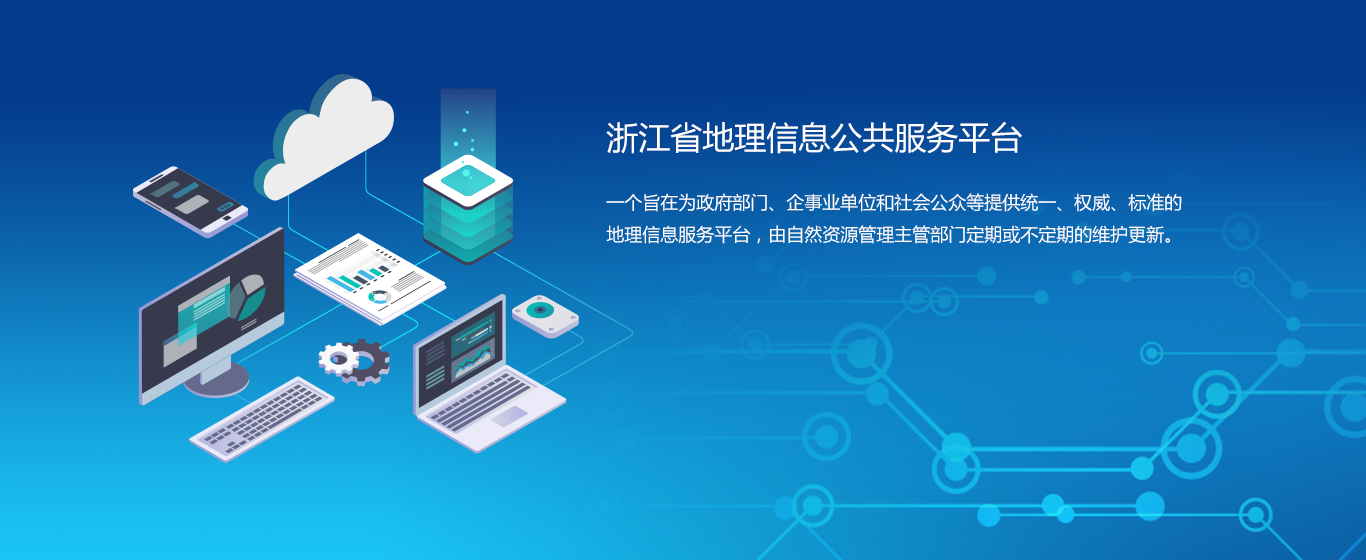 浙江省地理信息公共服务平台
一个旨在为政府部门、企事业单位和社会公众等提供统一、权威、标准的
地理信息服务平台，由自然资源管理主管部门定期或不定期的维护更新。